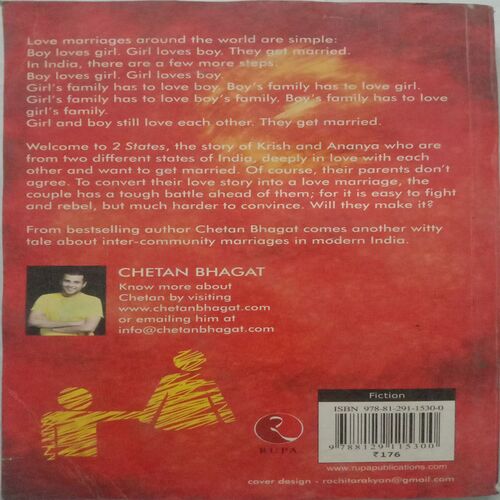 Love marriages around the world are simple:
Boy loves girl. Girl loves boy. They get married.
In India, there are a few more steps.
Boy loves girl. Girl loves boy.
Girl's family has to love boy. Boy's family has to love girl.
Girl's family has to love boy's family. Boy's family has to love
girl's family.
Girl and boy still love each other. They get married.
Welcome to 2 States, the story of Krish and Ananya who are
from two different states of India, deeply in love with each
other and want to get married. Of course, their parents don't
agree. To convert their love story into a love marriage, the
couple has a tough battle ahead of them; for it is easy to fight
and rebel, but much harder to convince. Will they make it?
From bestselling author Chetan Bhagat comes another witty
tale about inter-community marriages in modern India.
CHETAN BHAGAT
Know more about
Chetan by visiting
www.chetanbhagat.com
or emailing him at
info@chetanbhagat.com
R
RUPA
Fiction
ISBN 978-81-291-1530-0
9 788129 115300
₹176
www.rupapublications.com
cover design - rachitarakyan@gmail.com